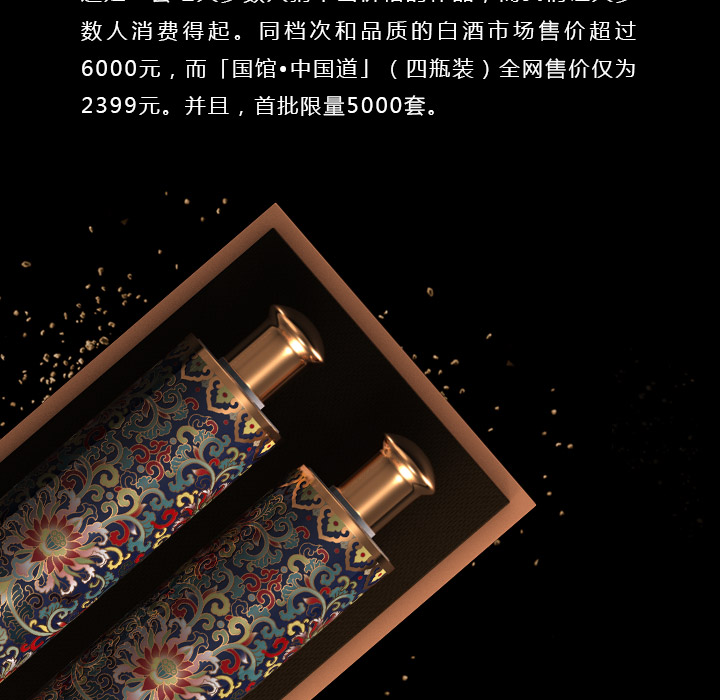 数人消费得起。同档次和品质的白酒市场售价超过
6000元，而「国馆•中国道」（四瓶装）全网售价仅为
2399元。并且，首批限量5000套。